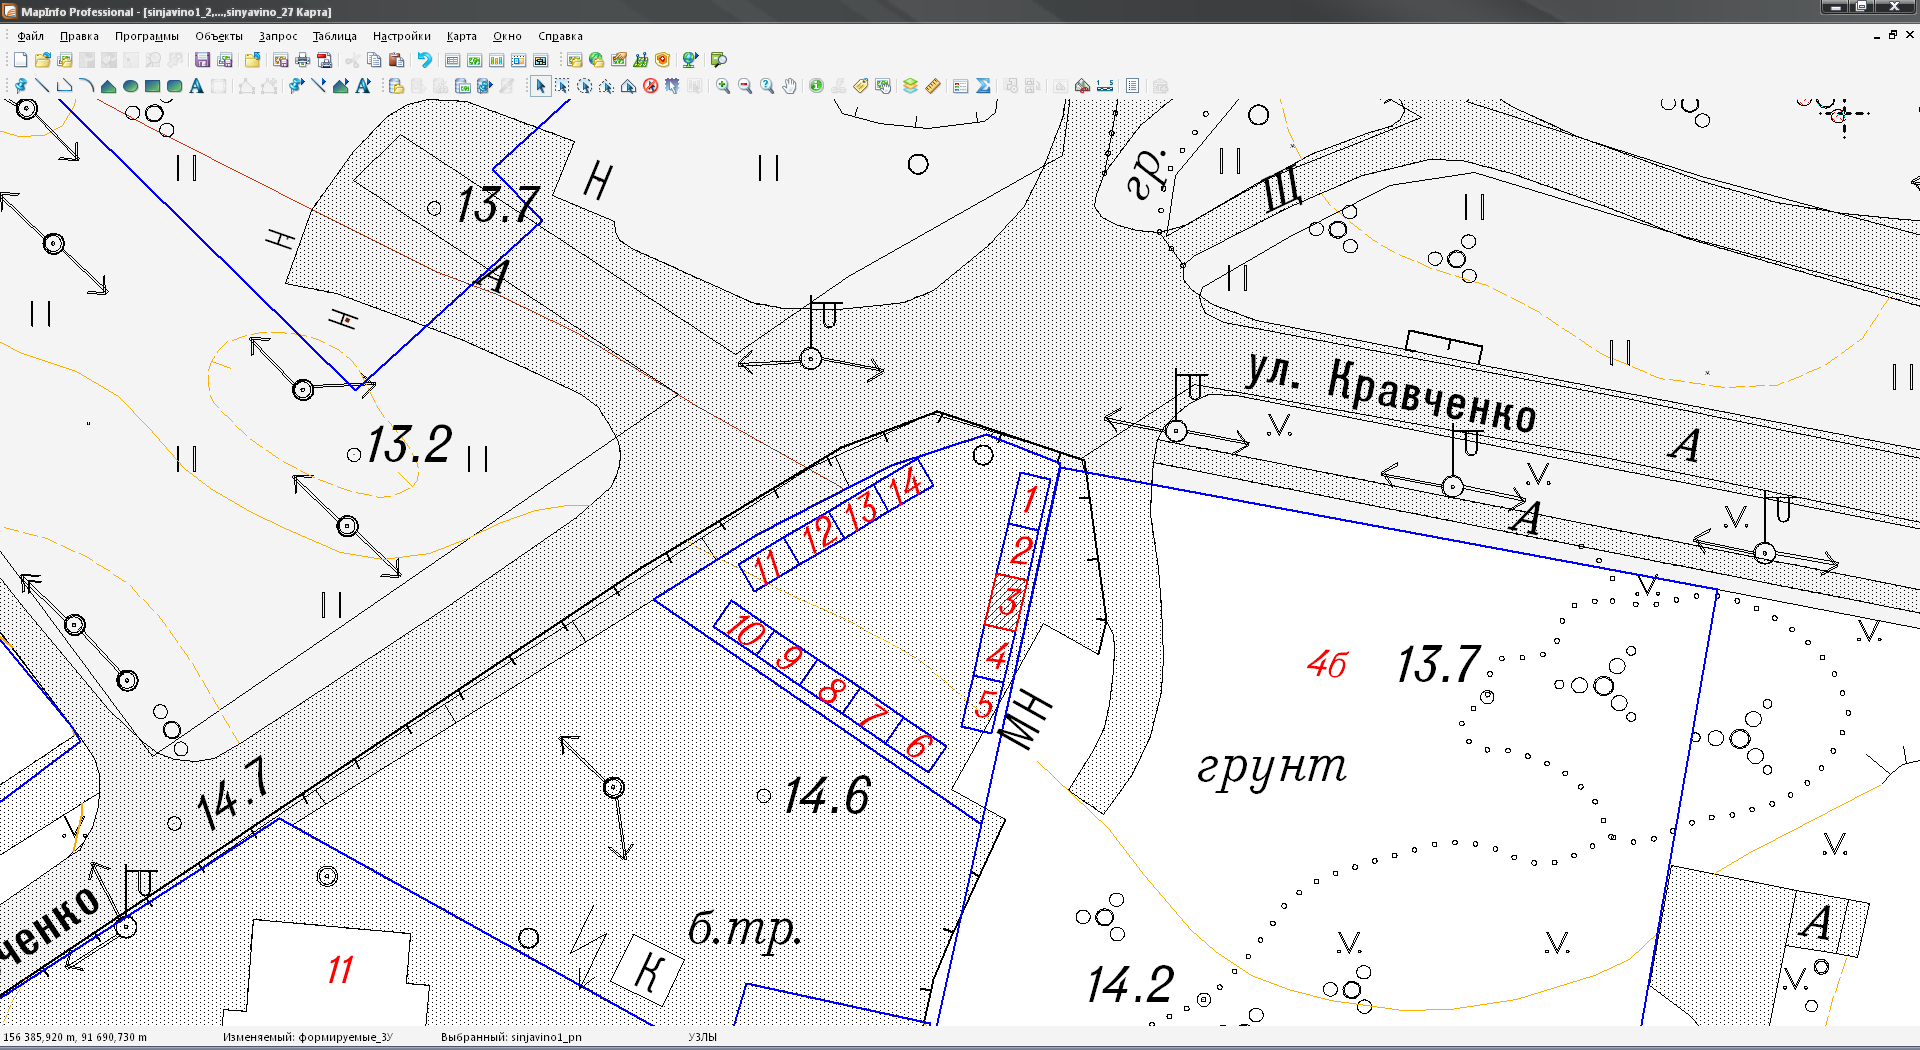 MapInfo Professional - [sinjavino1_2,...,sinyavino_27 Карта]
Файл Правка Программы Объекты Запрос Таблица Настройки Карта Окно Справка
гр.
Щ
13.7
Н
Н
А
Н
ул. Кравченко
А
А
13.2
14
13
12
11
1
2
3
4
5
10
9
8
7
6
МН
4б
13.7
грунт
14.7
14.6
б.тр.
К
11
ченко
14.2
А
156 385,920 m, 91 690,730 m Изменяемый: формируемые_ЗУ Выбранный: sinjavino1_pn УЗЛЫ